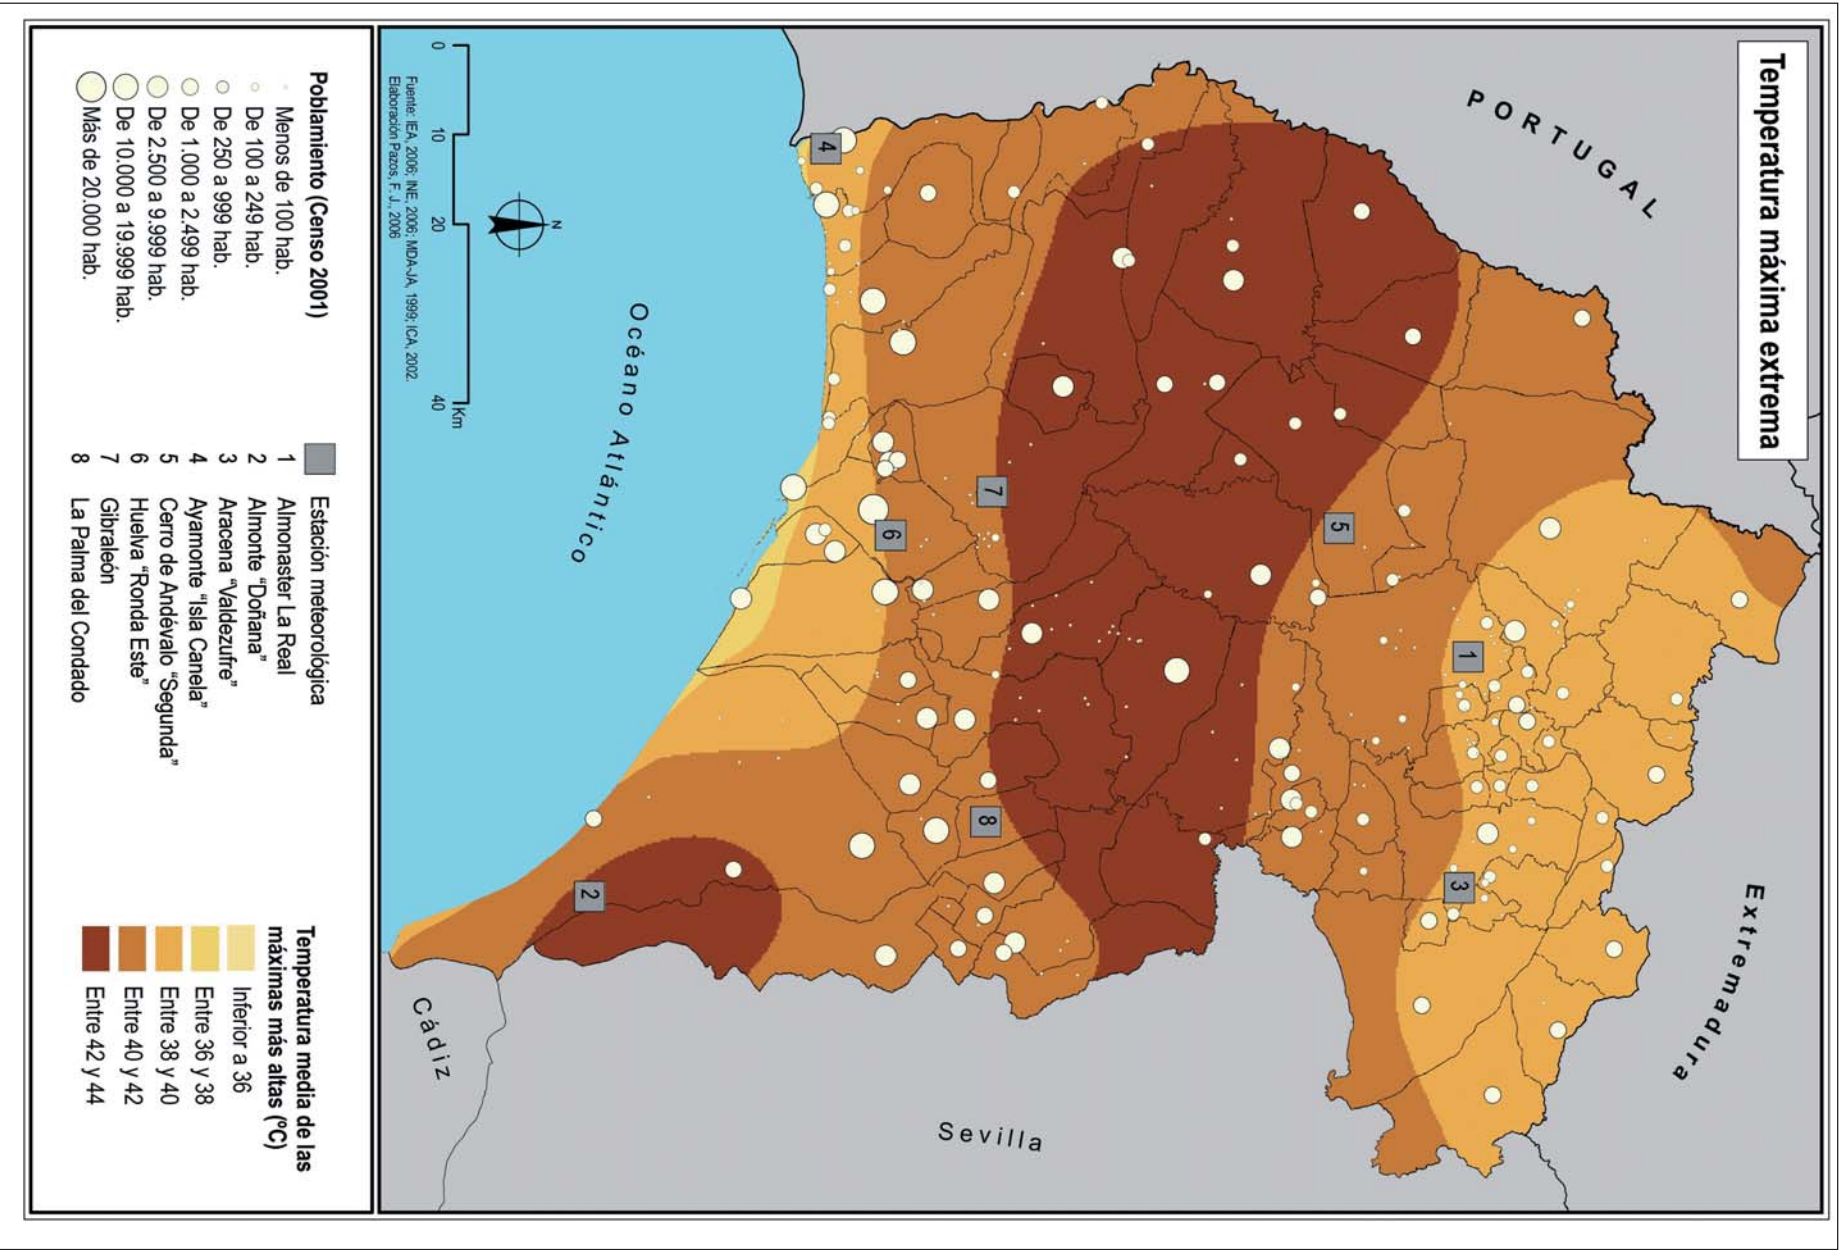 Temperatura máxima extrema
PORTUGAL
Extremadura
Sevilla
Cádiz
Océano Atlántico
1
2
3
4
5
6
7
8
N
0 10 20 40
Km
Fuente: IEA, 2006; INE, 2006; MDA-JA, 1999; ICA, 2002.
Elaboración Pazos, F. J., 2006
Poblamiento (Censo 2001)
Menos de 100 hab.
De 100 a 249 hab.
De 250 a 999 hab.
De 1.000 a 2.499 hab.
De 2.500 a 9.999 hab.
De 10.000 a 19.999 hab.
Más de 20.000 hab.
Estación meteorológica
1 Almonaster La Real
2 Almonte “Doñana”
3 Aracena “Valdezufre”
4 Ayamonte “Isla Canela”
5 Cerro de Andévalo “Segunda”
6 Huelva “Ronda Este”
7 Gibraleón
8 La Palma del Condado
Temperatura media de las
máximas más altas (ºC)
Inferior a 36
Entre 36 y 38
Entre 38 y 40
Entre 40 y 42
Entre 42 y 44